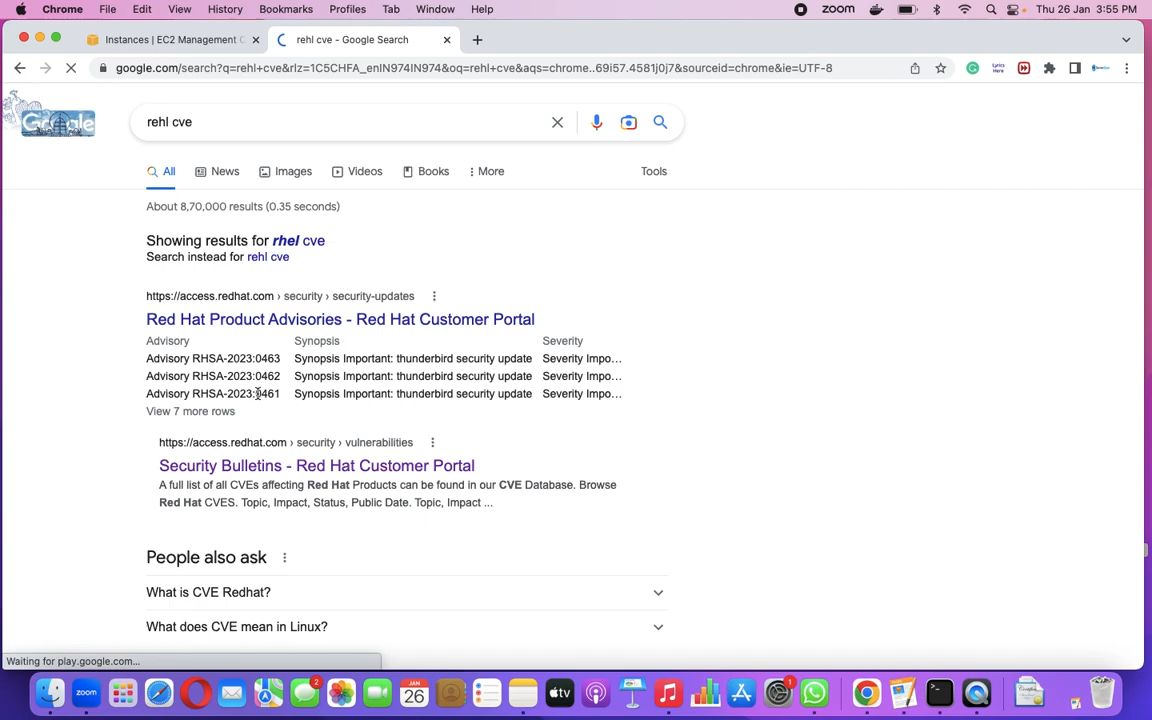 Chrome File Edit View History Bookmarks Profiles Tab Window Help zoom Thu 26 Jan 3:55 PM
Instances | EC2 Management C rehl cve - Google Search
google.com/search?q=rehl+cve&rlz=1C5CHFA_enIN974IN974&oq=rehl+cve&aqs=chrome..69i57.4581j0j7&sourceid=chrome&ie=UTF-8
Google
rehl cve
All News Images Videos Books More Tools
About 8,70,000 results (0.35 seconds)
Showing results for rhel cve
Search instead for rehl cve
https://access.redhat.com › security › security-updates
Red Hat Product Advisories - Red Hat Customer Portal
Advisory Synopsis Severity
Advisory RHSA-2023:0463 Synopsis Important: thunderbird security update Severity Impo...
Advisory RHSA-2023:0462 Synopsis Important: thunderbird security update Severity Impo...
Advisory RHSA-2023:0461 Synopsis Important: thunderbird security update Severity Impo...
View 7 more rows
https://access.redhat.com › security › vulnerabilities
Security Bulletins - Red Hat Customer Portal
A full list of all CVEs affecting Red Hat Products can be found in our CVE Database. Browse
Red Hat CVES. Topic, Impact, Status, Public Date. Topic, Impact ...
People also ask
What is CVE Redhat?
What does CVE mean in Linux?
Waiting for play.google.com...
zoom 2 JAN 26 tv 1